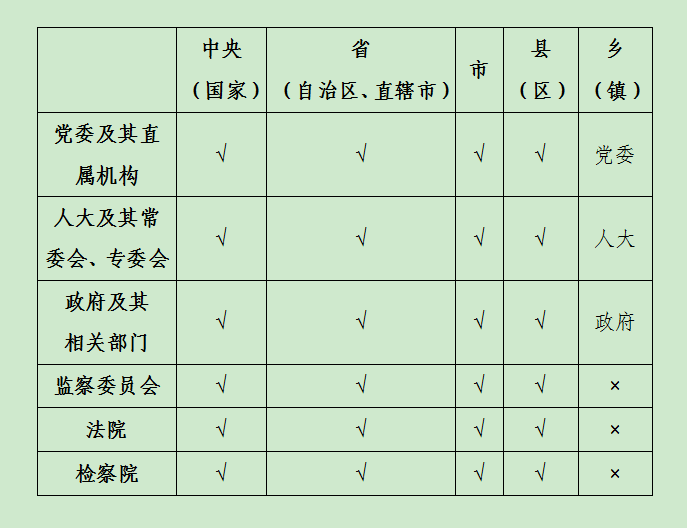 中央 省 市 县 乡
（国家） （自治区、直辖市） （区） （镇）
党委及其直
属机构 √ √ √ √ 党委
人大及其常
委会、专委会 √ √ √ √ 人大
政府及其
相关部门 √ √ √ √ 政府
监察委员会 √ √ √ √ ×
法院 √ √ √ √ ×
检察院 √ √ √ √ ×